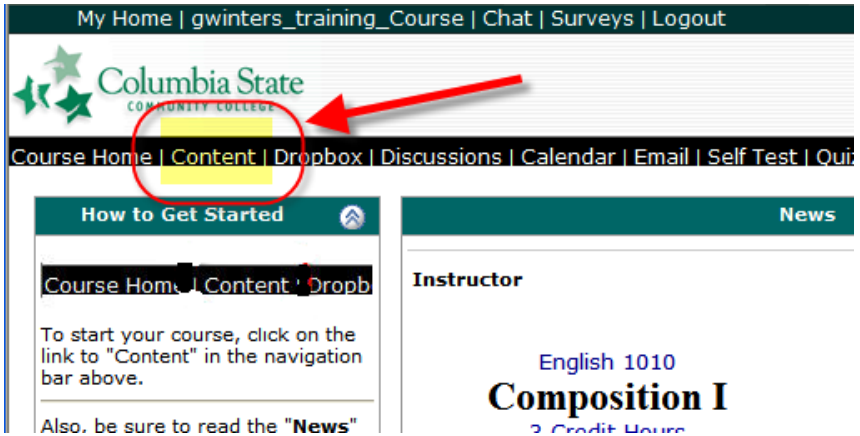 My Home | gwinters_training_Course | Chat | Surveys | Logout
Columbia State
COMMUNITY COLLEGE
Course Home | Content | Dropbox | Discussions | Calendar | Email | Self Test | Quiz
How to Get Started
Course Home | Content Dropb
To start your course, click on the
link to "Content" in the navigation
bar above.
Also, be sure to read the "News"
News
Instructor
English 1010
Composition I
3 Credit Hours